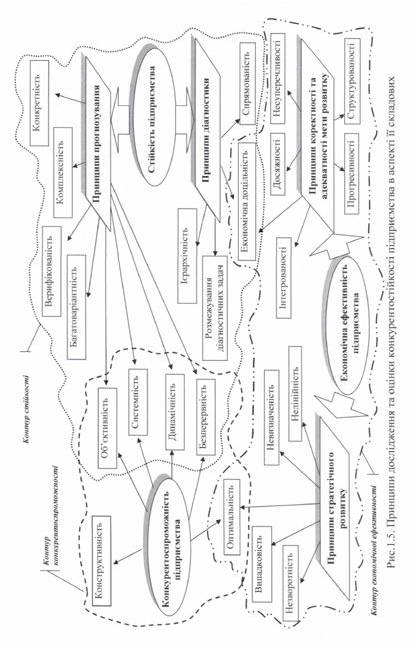 Контур стійкості
Контур
конкурентоспроможності
Верифікованість
Комплексність
Конкретність
Багатоваріантність
Принципи прогнозування
Стійкість підприємства
Принципи діагностики
Спрямованість
Ієрархічність
Розмежування
діагностичних задач
Економічна доцільність
Конструктивність
Об'єктивність
Системність
Динамічність
Безперервність
Конкурентоспроможність
підприємства
Оптимальність
Несуперечливості
Структурованості
Досяжності
Принципи коректності та
адекватності мети розвитку
Інтегрованості
Прогресивності
Економічна ефективність
підприємства
Невизначеність
Нелінійність
Випадковість
Незворотність
Принципи стратегічного
розвитку
Контур економічної ефективності
Рис.1.5. Принципи дослідження та оцінки конкурентостійкості підприємства в аспекті її складових